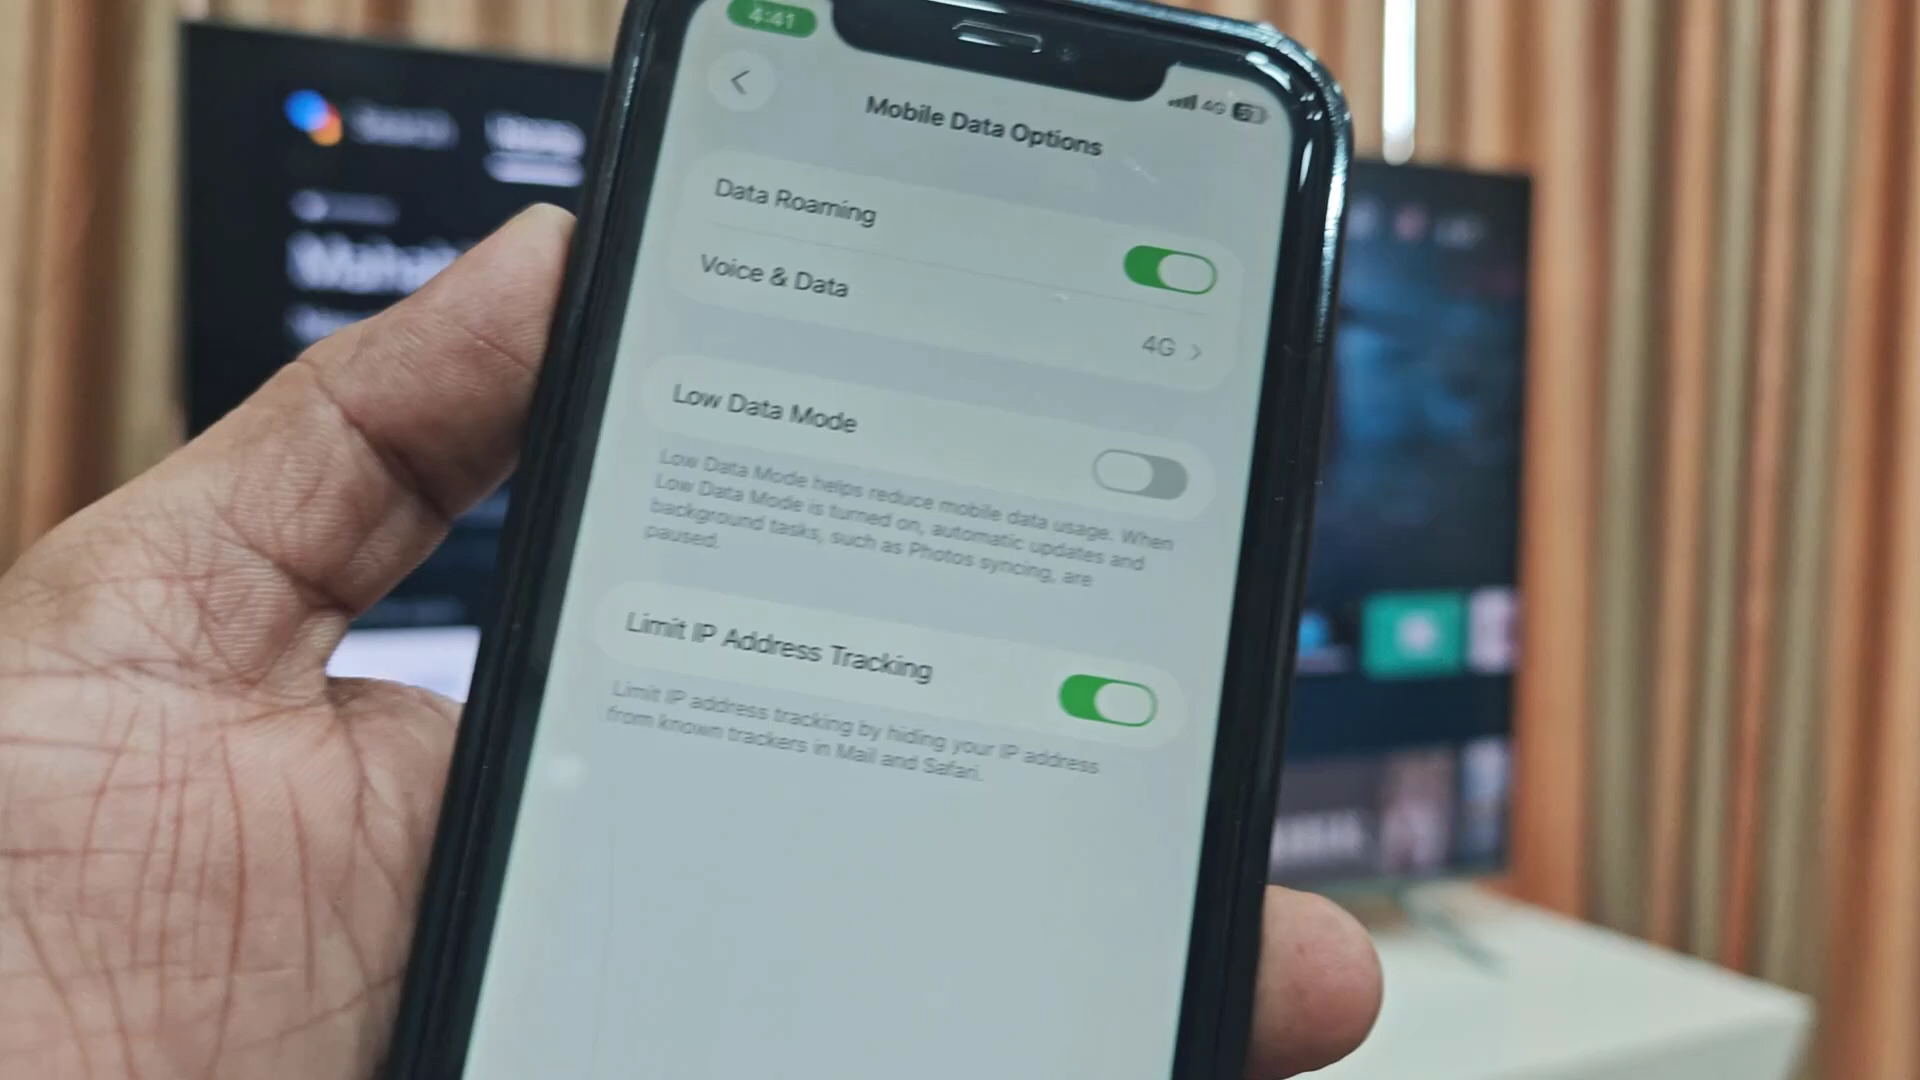 4:41
4G
Mobile Data Options
Data Roaming
Voice & Data
4G
Low Data Mode
Low Data Mode helps reduce mobile data usage. When
Low Data Mode is turned on, automatic updates and
background tasks, such as Photos syncing, are
paused.
Limit IP Address Tracking
Limit IP address tracking by hiding your IP address
from known trackers in Mail and Safari.
Search